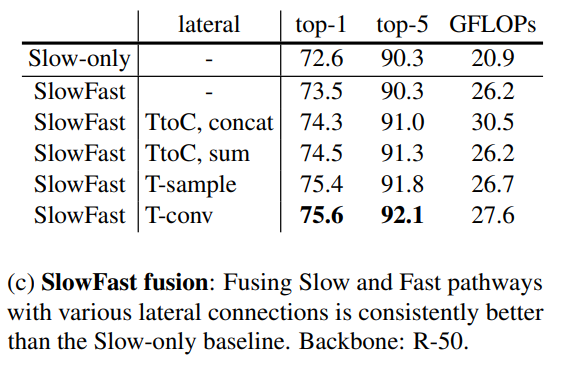 lateral top-1 top-5 GFLOPs
Slow-only - 72.6 90.3 20.9
SlowFast - 73.5 90.3 26.2
SlowFast TtoC, concat 74.3 91.0 30.5
SlowFast TtoC, sum 74.5 91.3 26.2
SlowFast T-sample 75.4 91.8 26.7
SlowFast T-conv 75.6 92.1 27.6
(c) SlowFast fusion: Fusing Slow and Fast pathways
with various lateral connections is consistently better
than the Slow-only baseline. Backbone: R-50.